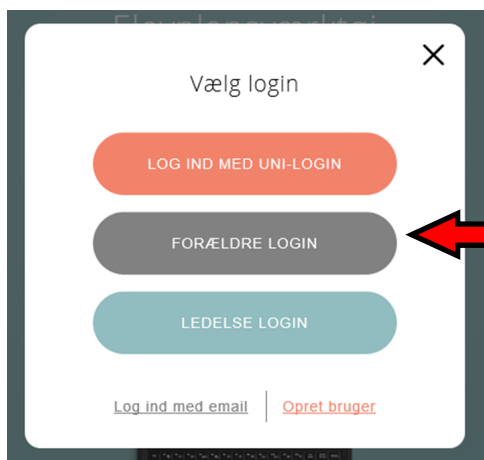 Vælg login
LOG IND MED UNI-LOGIN
FORÆLDRE LOGIN
LEDELSE LOGIN
Log ind med email
Opret bruger